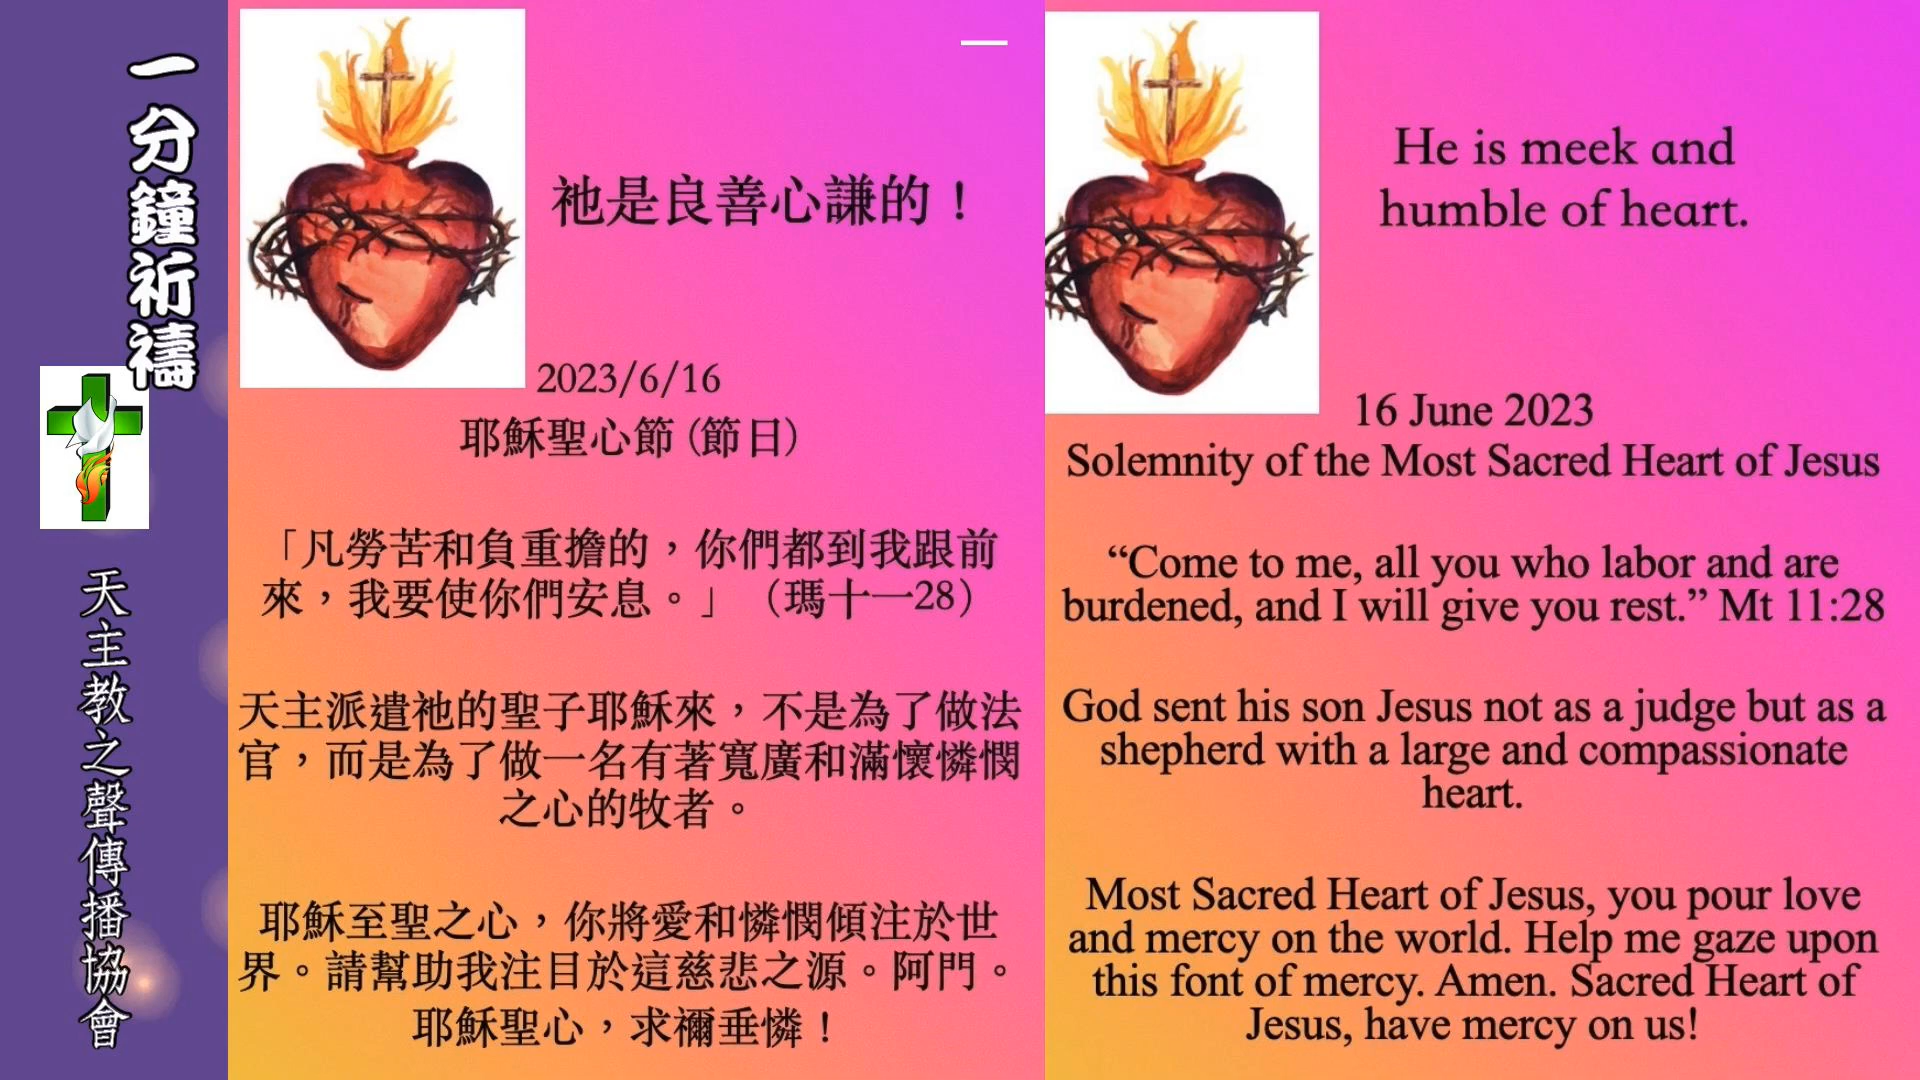 一分鐘祈禱
天主教之聲傳播協會
祂是良善心謙的！
2023/6/16
耶穌聖心節 (節日)
「凡勞苦和負重擔的，你們都到我跟前
來，我要使你們安息。」（瑪十一28）
天主派遣祂的聖子耶穌來，不是為了做法
官，而是為了做一名有著寬廣和滿懷憐憫
之心的牧者。
耶穌至聖之心，你將愛和憐憫傾注於世
界。請幫助我注目於這慈悲之源。阿門。
耶穌聖心，求禰垂憐！
He is meek and
humble of heart.
16 June 2023
Solemnity of the Most Sacred Heart of Jesus
“Come to me, all you who labor and are
burdened, and I will give you rest.” Mt 11:28
God sent his son Jesus not as a judge but as a
shepherd with a large and compassionate
heart.
Most Sacred Heart of Jesus, you pour love
and mercy on the world. Help me gaze upon
this font of mercy. Amen. Sacred Heart of
Jesus, have mercy on us!